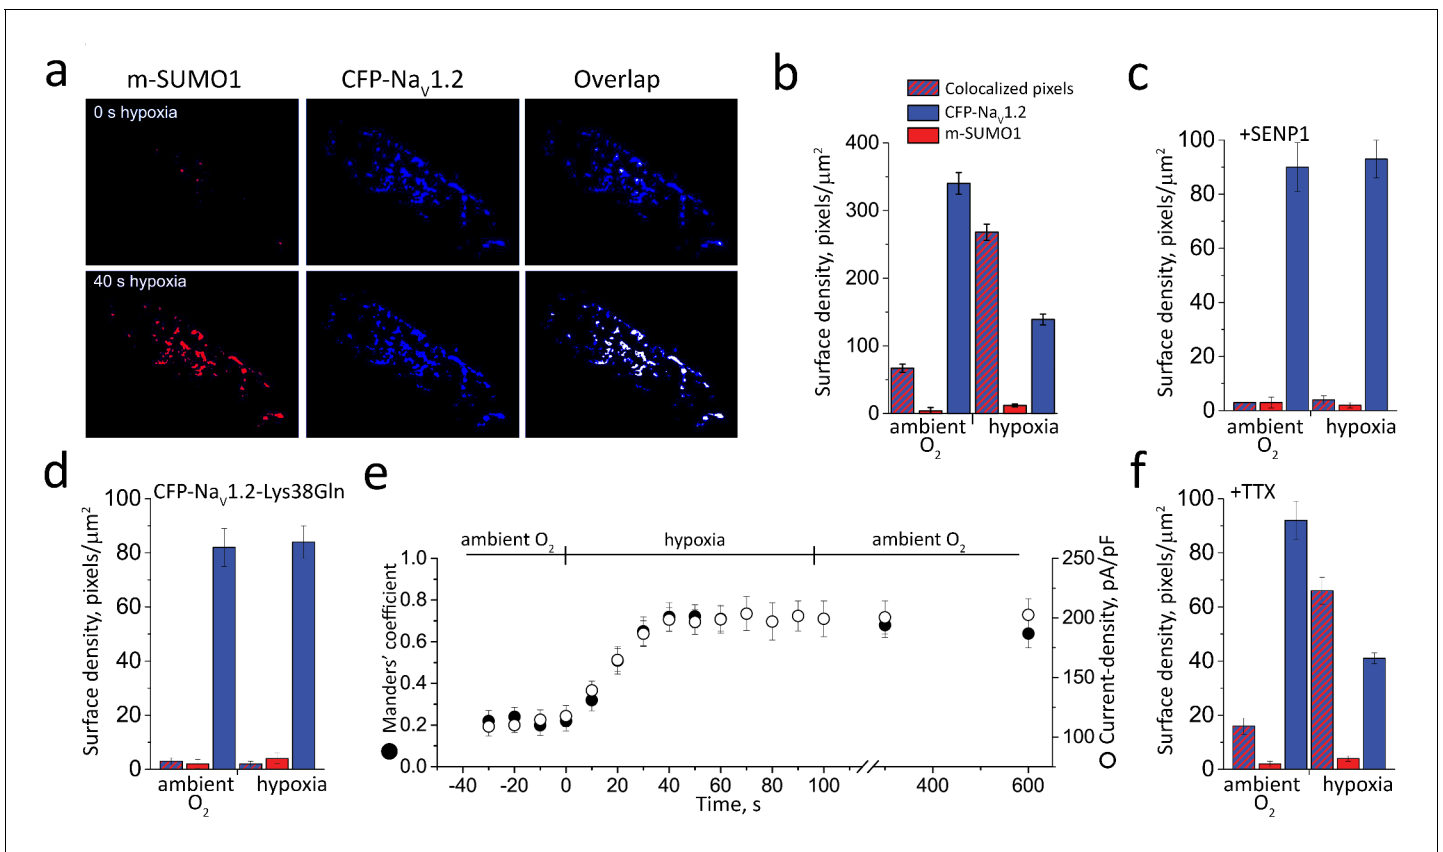 a
m-SUMO1
CFP-NaV1.2
Overlap
0 s hypoxia
40 s hypoxia
b
Colocalized pixels
CFP-NaV1.2
m-SUMO1
Surface density, pixels/μm²
400
300
200
100
0
ambient O2
hypoxia
c
+SENP1
Surface density, pixels/μm²
100
80
60
40
20
0
ambient O2
hypoxia
d
CFP-NaV1.2-Lys38Gln
Surface density, pixels/μm²
100
80
60
40
20
0
ambient O2
hypoxia
e
ambient O2
hypoxia
ambient O2
Manders' coefficient
1.0
0.8
0.6
0.4
0.2
0.0
250
200
150
100
Current-density, pA/pF
-40 -20 0 20 40 60 80 100 400 600
Time, s
f
+TTX
Surface density, pixels/μm²
100
80
60
40
20
0
ambient O2
hypoxia